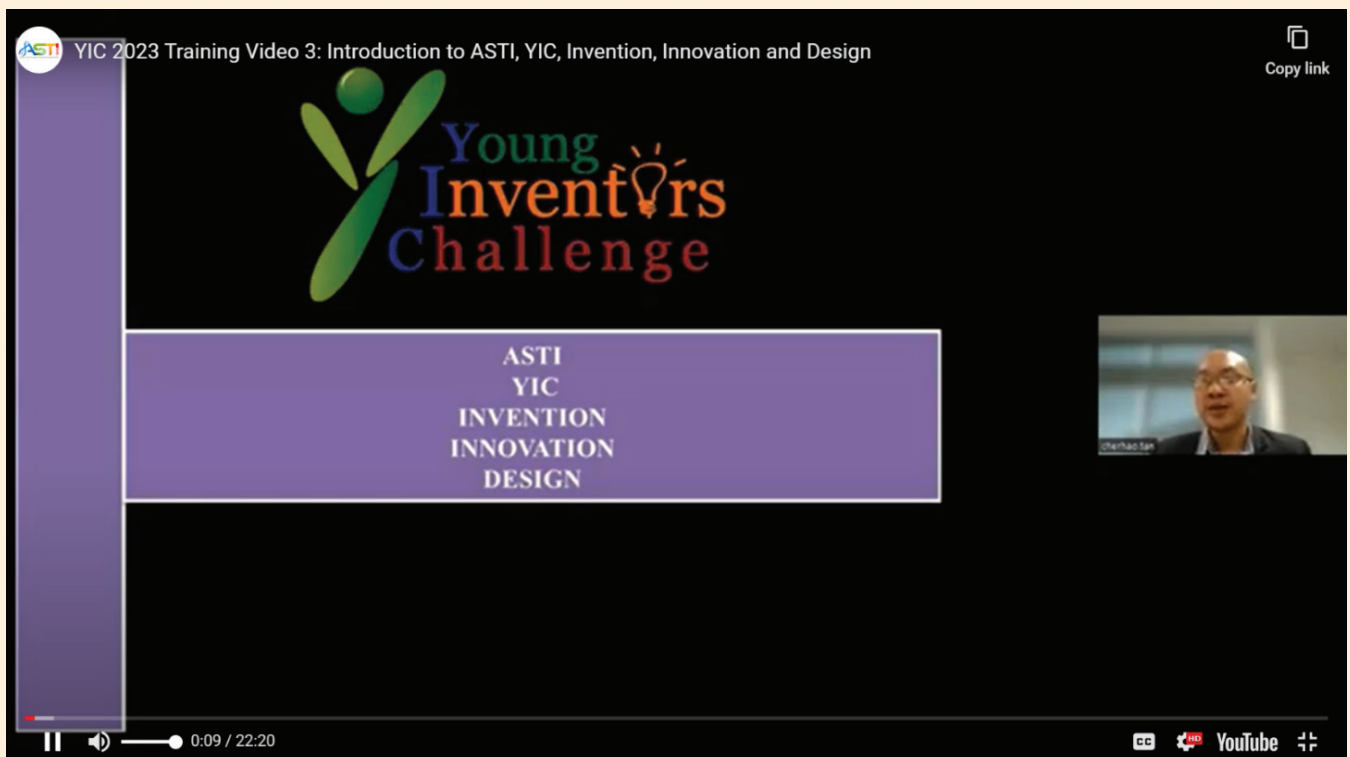 ASTI
YIC 2023 Training Video 3: Introduction to ASTI, YIC, Invention, Innovation and Design
Copy link
Young
Inventors
Challenge
ASTI
YIC
INVENTION
INNOVATION
DESIGN
cherhao.tan
0:09 / 22:20
CC
HD
YouTube